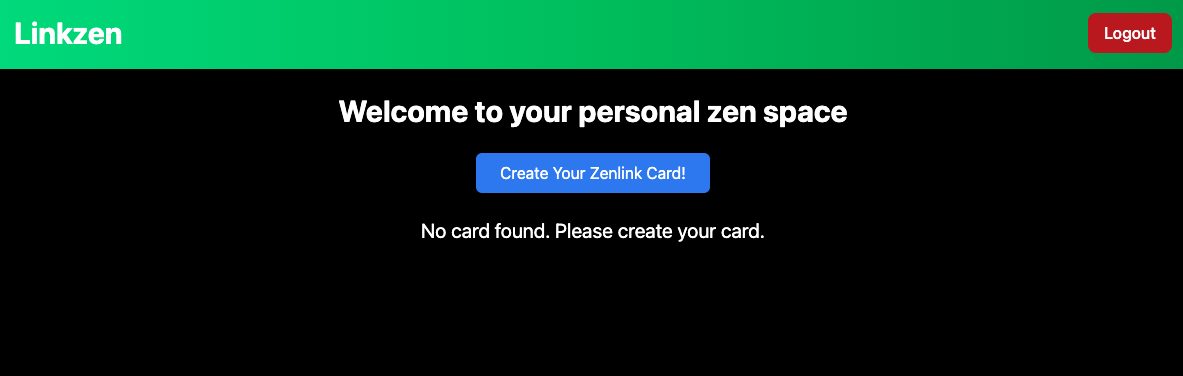 Linkzen
Logout
Welcome to your personal zen space
Create Your Zenlink Card!
No card found. Please create your card.